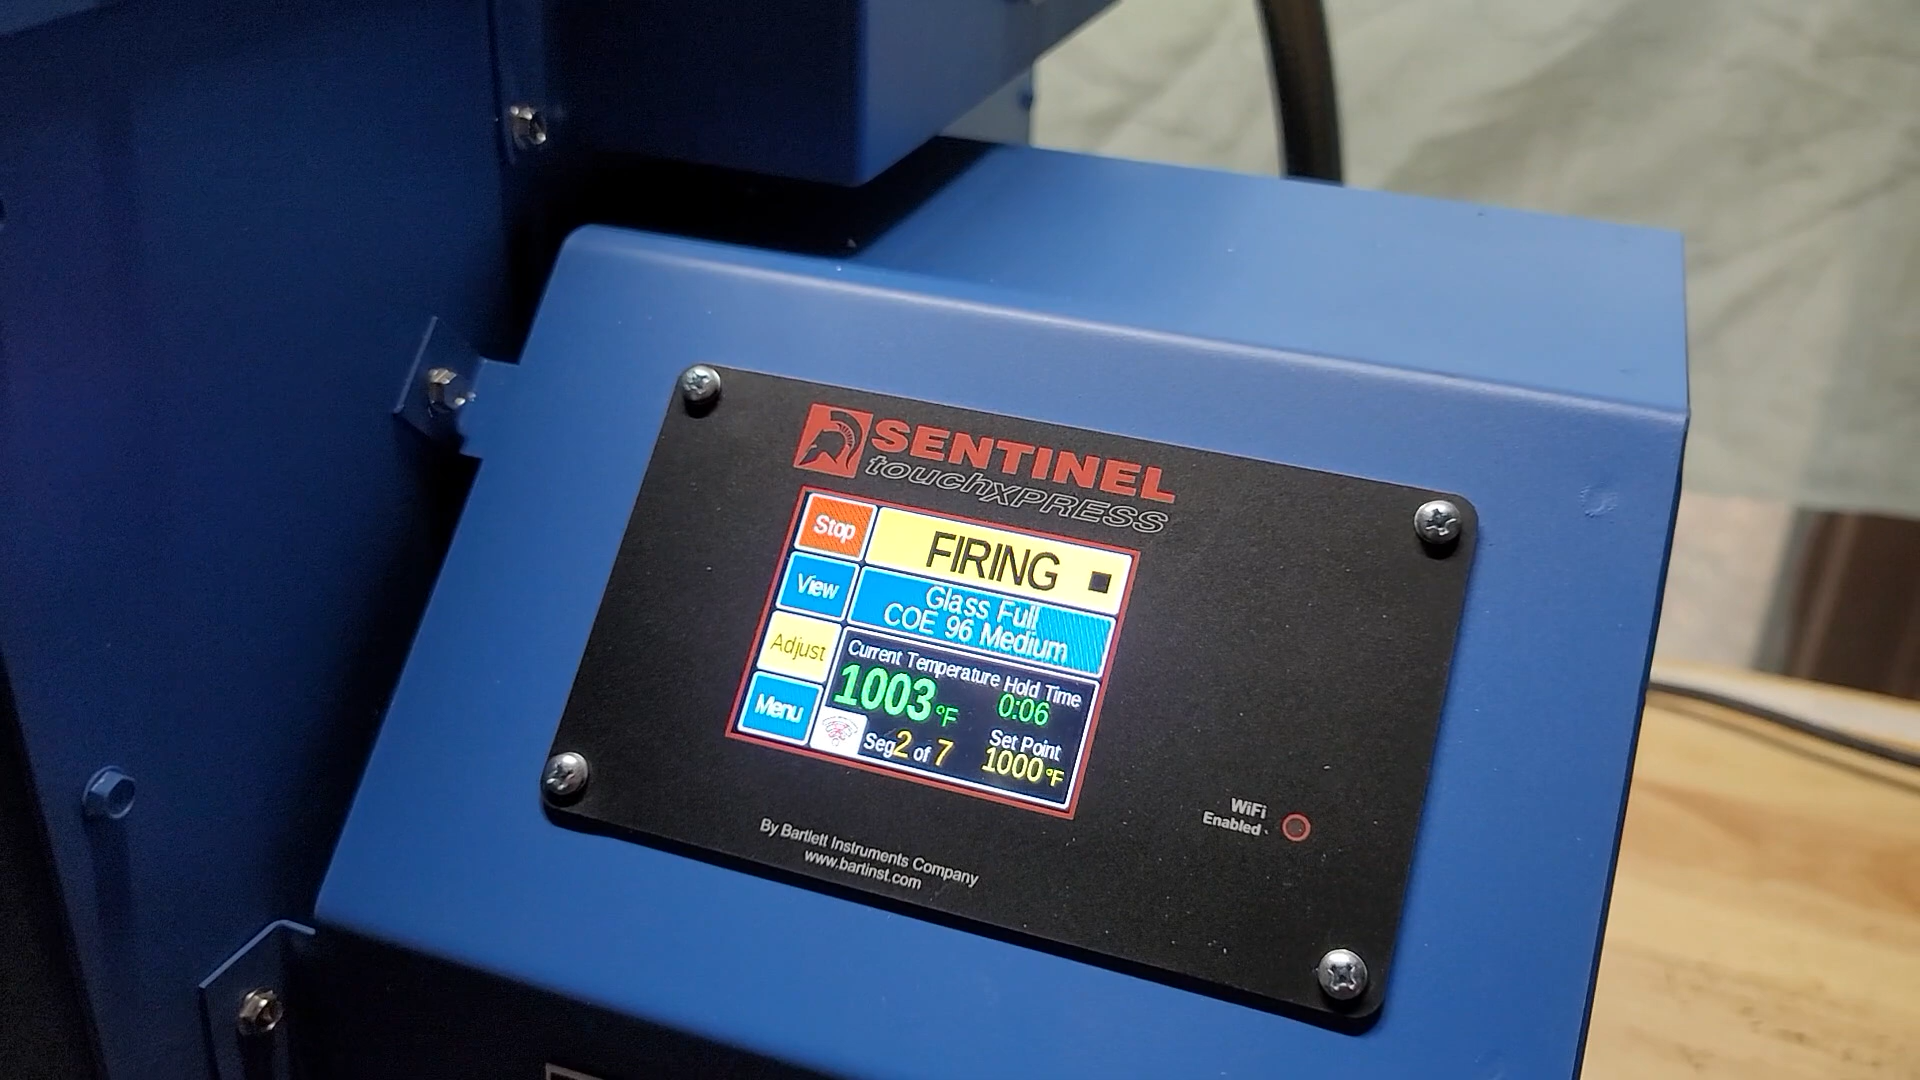 SENTINEL
touchXPRESS
Stop
FIRING
View
Glass Full
COE 96 Medium
Adjust
Current Temperature Hold Time
1003 °F 0:06
Menu
Seg 2 of 7
Set Point
1000 °F
WiFi
Enabled
By Bartlett Instruments Company
www.bartinst.com